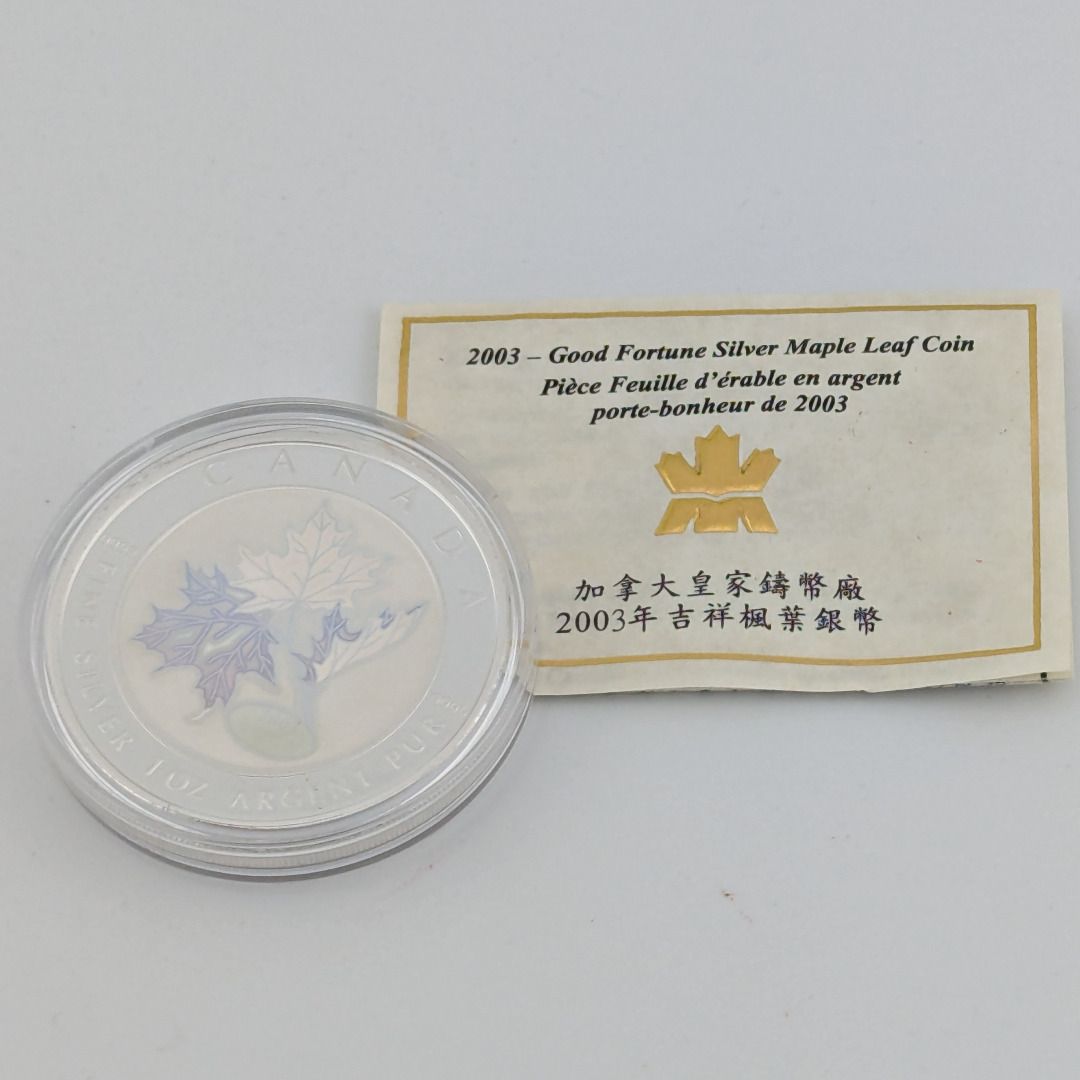 2003 – Good Fortune Silver Maple Leaf Coin
Pièce Feuille d'érable en argent
porte-bonheur de 2003
加拿大皇家鑄幣廠
2003年吉祥楓葉銀幣
CANADA
SILVER 1 OZ ARGENT PUR